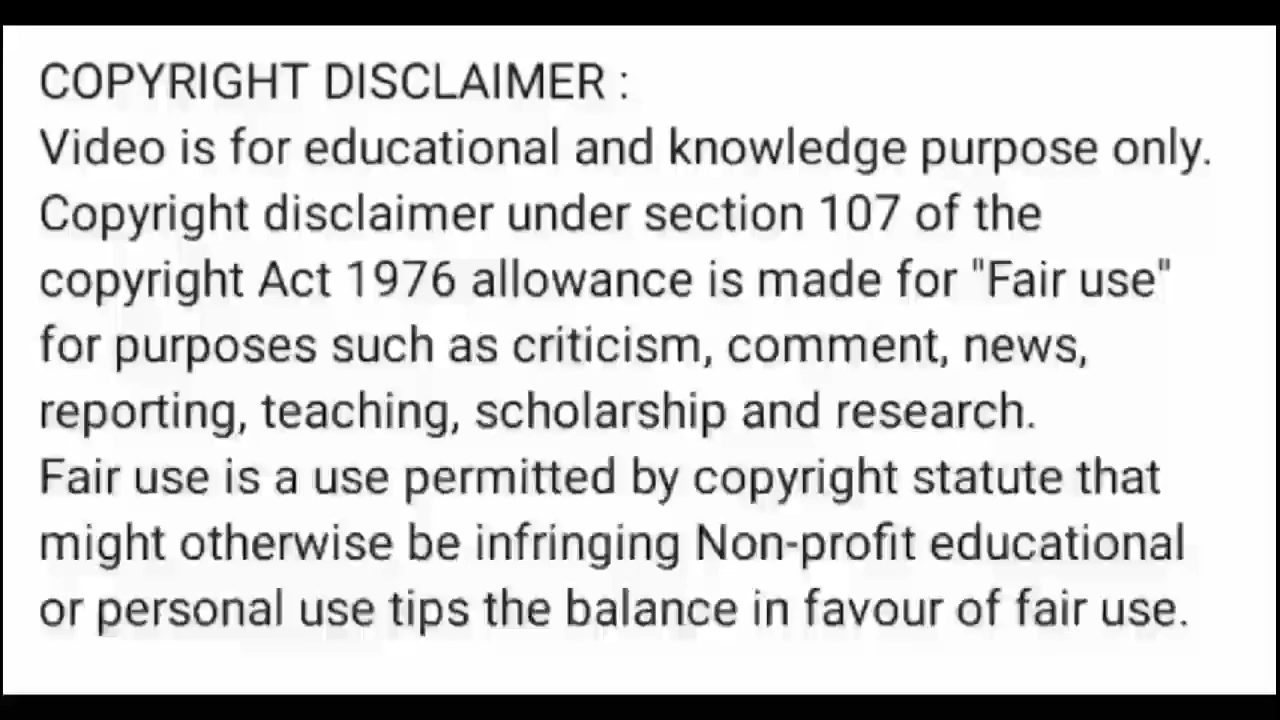 COPYRIGHT DISCLAIMER :
Video is for educational and knowledge purpose only.
Copyright disclaimer under section 107 of the
copyright Act 1976 allowance is made for "Fair use"
for purposes such as criticism, comment, news,
reporting, teaching, scholarship and research.
Fair use is a use permitted by copyright statute that
might otherwise be infringing Non-profit educational
or personal use tips the balance in favour of fair use.